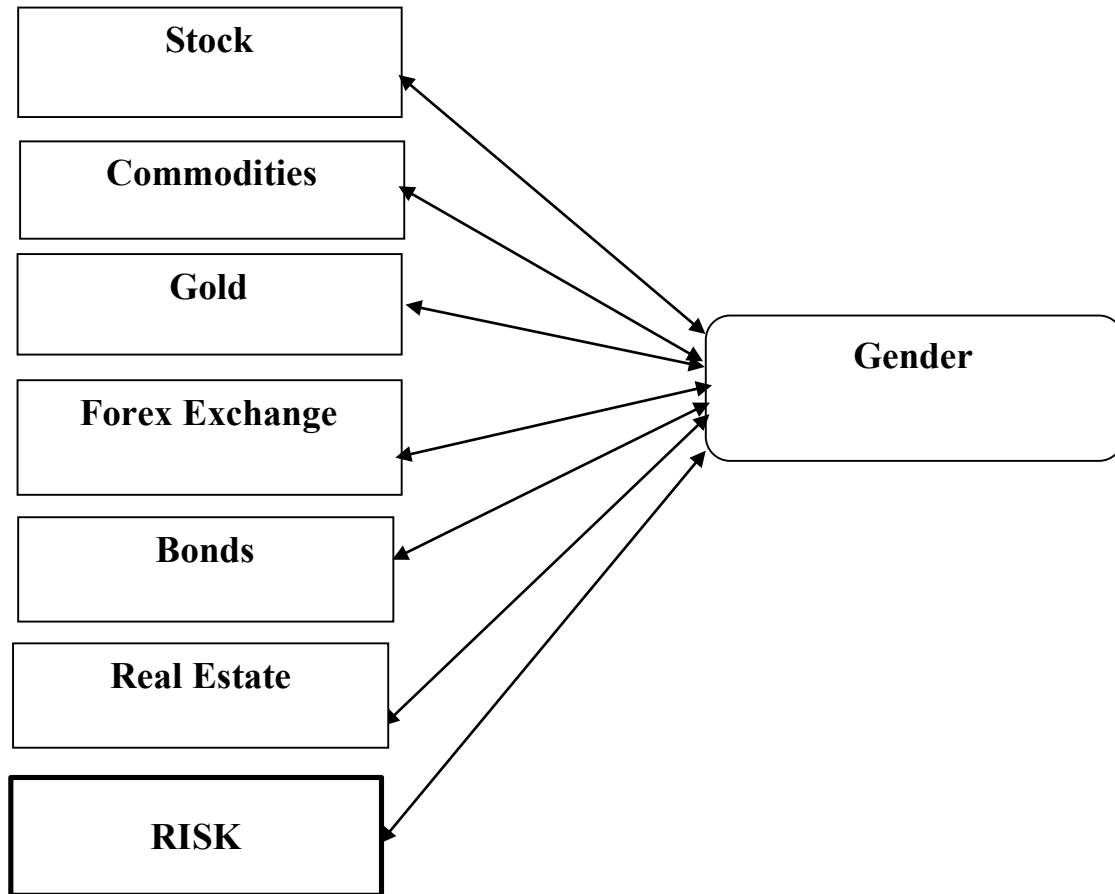 Stock
Commodities
Gold
Gender
Forex Exchange
Bonds
Real Estate
RISK